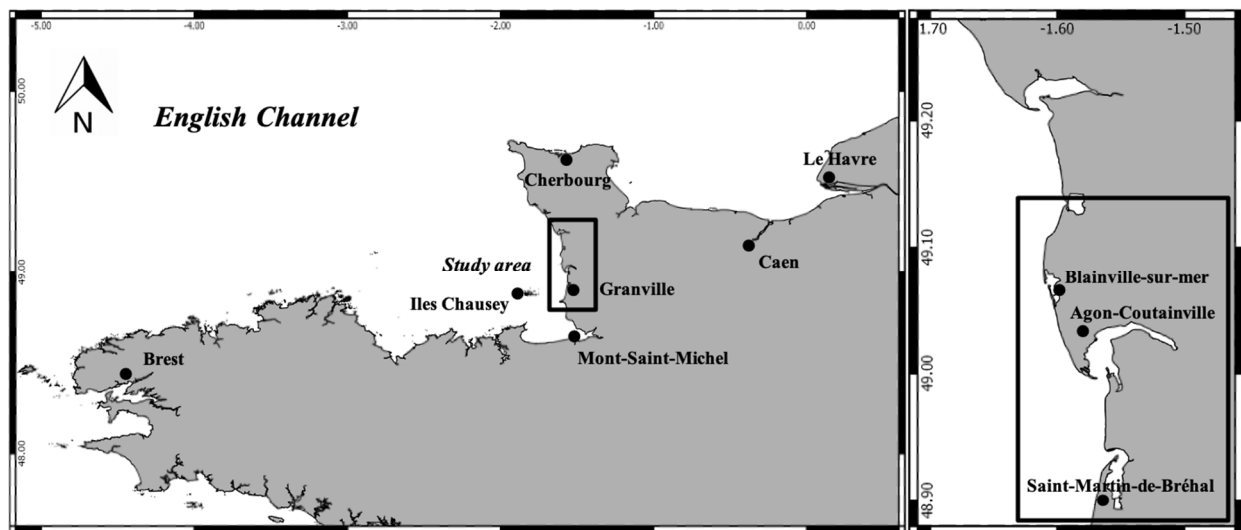 -5.00 -4.00 -3.00 -2.00 -1.00 0.00
50.00
49.00
48.00
N
English Channel
Cherbourg
Le Havre
Caen
Study area
Iles Chausey
Granville
Mont-Saint-Michel
Brest
-1.70 -1.60 -1.50
49.20
49.10
49.00
48.90
Blainville-sur-mer
Agon-Coutainville
Saint-Martin-de-Bréhal